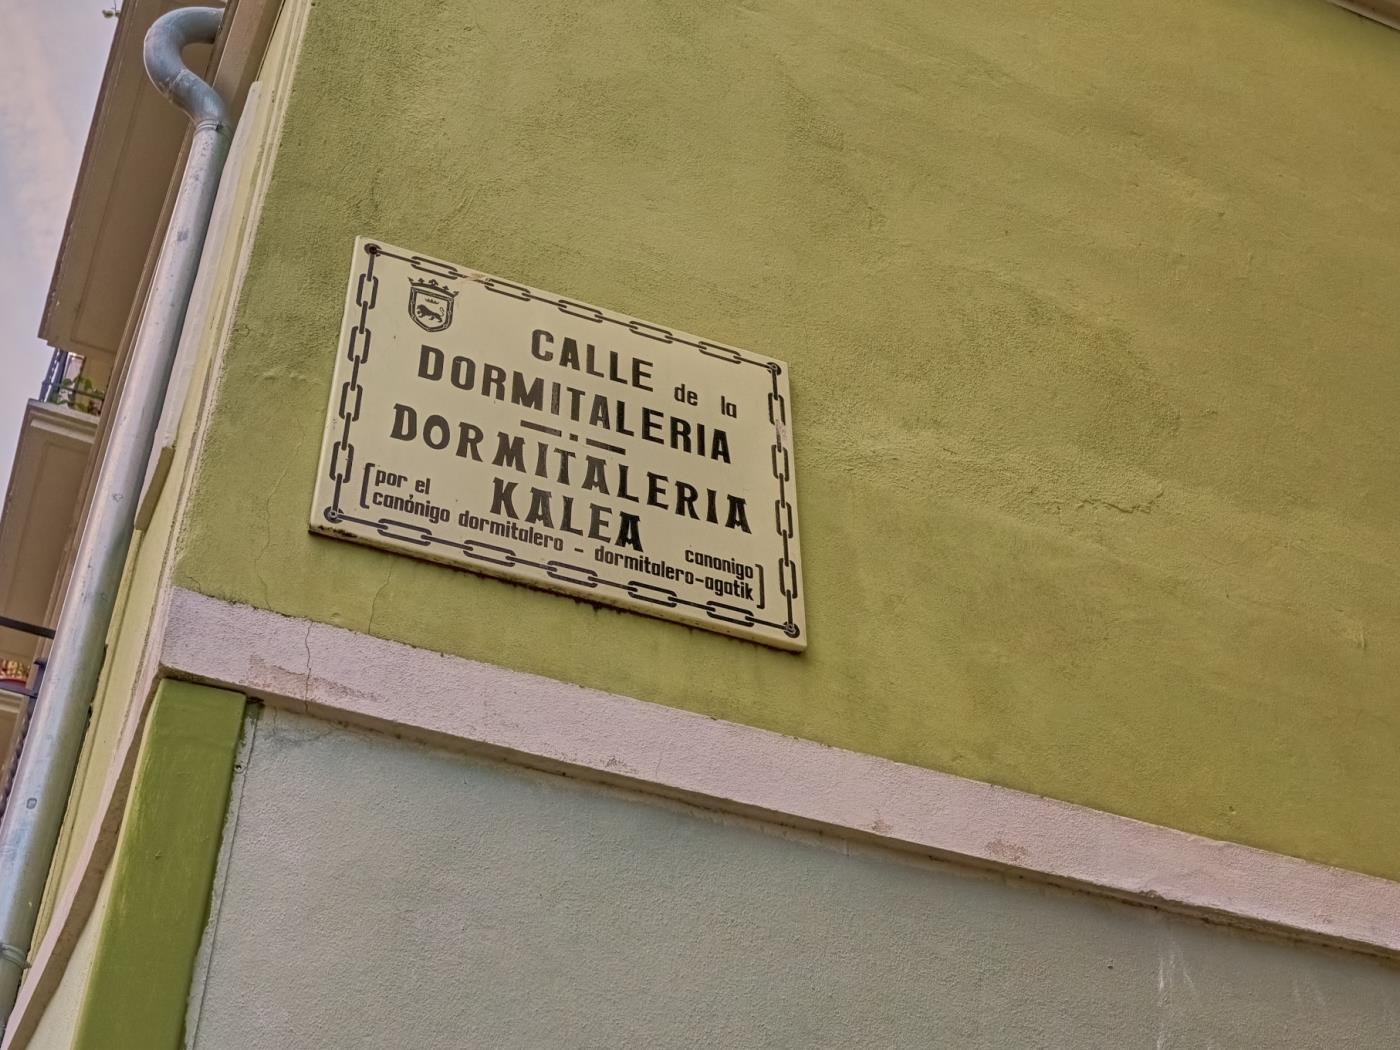 CALLE de la
DORMITALERIA
DORMITALERIA
KALEA
(por el
canónigo dormitalero - dormitalero-agatik)
canonigo